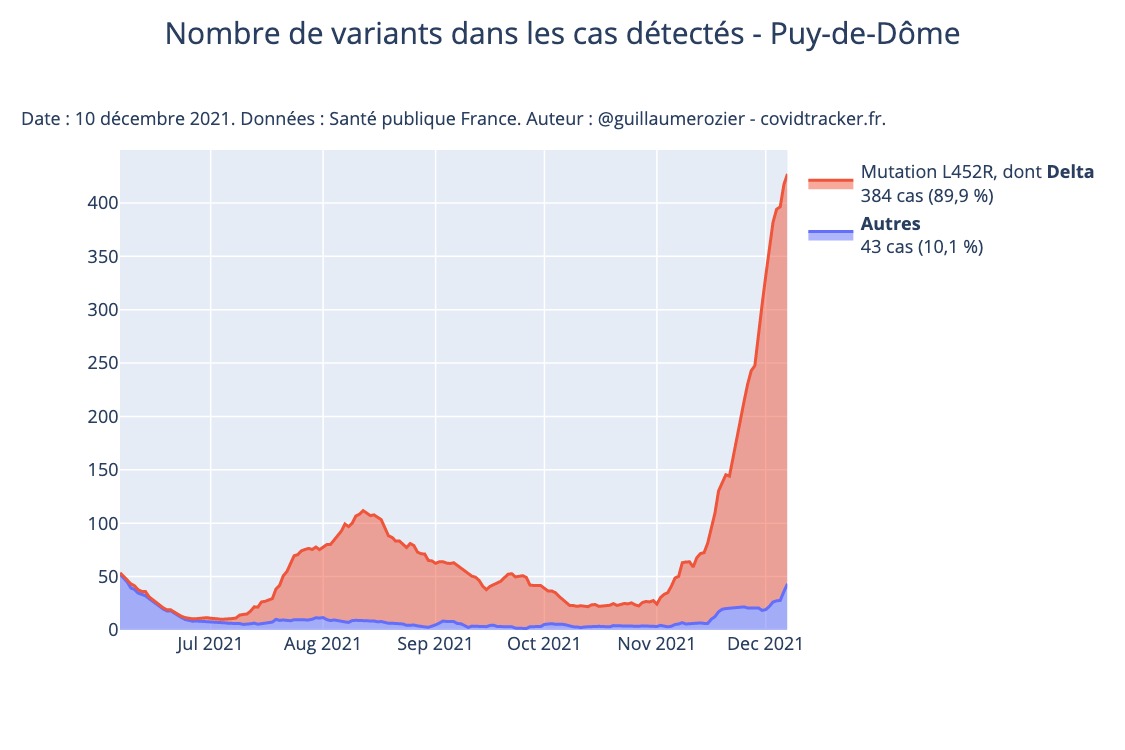 Nombre de variants dans les cas détectés - Puy-de-Dôme
Date : 10 décembre 2021. Données : Santé publique France. Auteur : @guillaumerozier - covidtracker.fr.
Mutation L452R, dont Delta
384 cas (89,9 %)
Autres
43 cas (10,1 %)
400
350
300
250
200
150
100
50
0
Jul 2021 Aug 2021 Sep 2021 Oct 2021 Nov 2021 Dec 2021